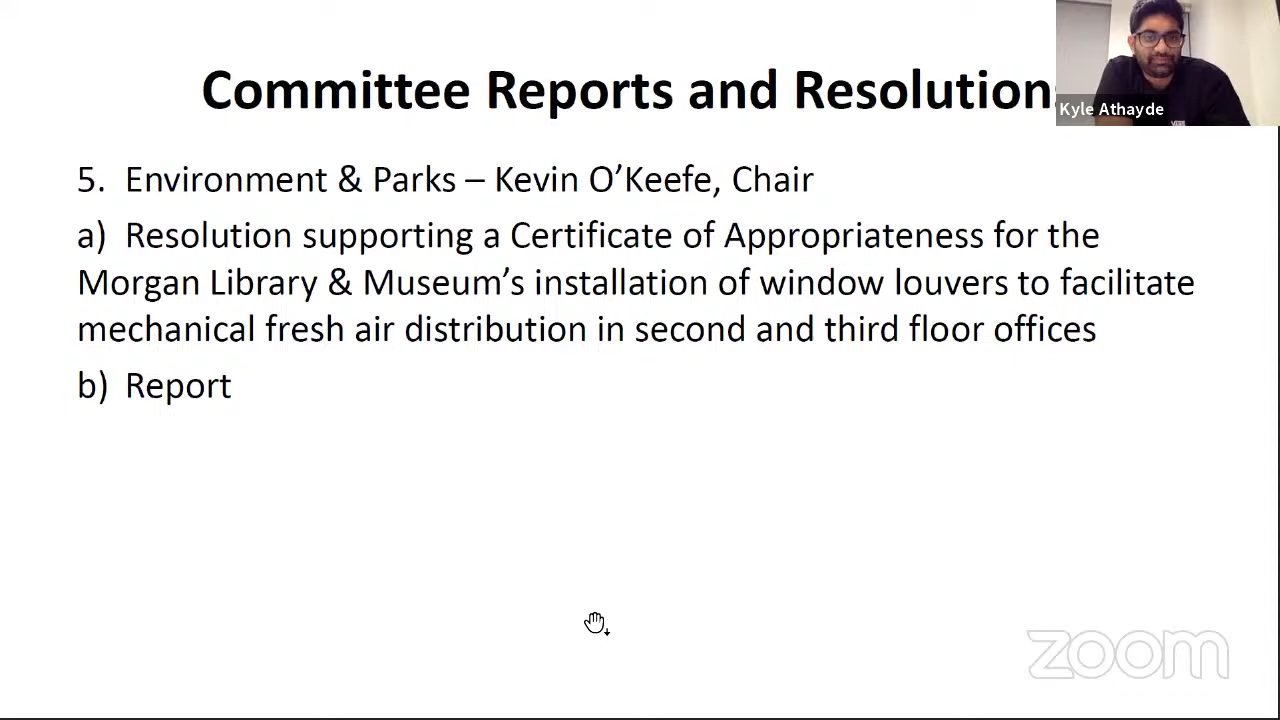 Committee Reports and Resolutions
Kyle Athayde
5. Environment & Parks – Kevin O’Keefe, Chair
a) Resolution supporting a Certificate of Appropriateness for the
Morgan Library & Museum’s installation of window louvers to facilitate
mechanical fresh air distribution in second and third floor offices
b) Report
zoom